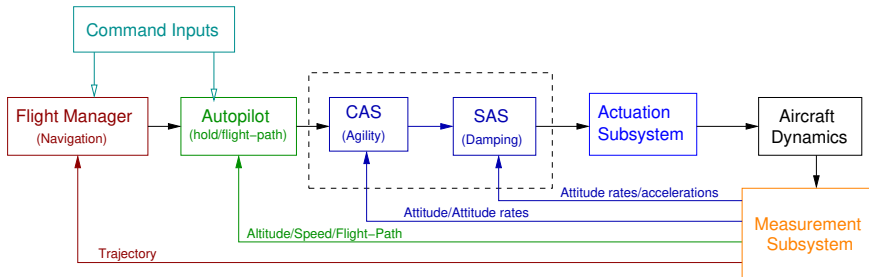 Command Inputs
Flight Manager
(Navigation)
Autopilot
(hold/flight−path)
CAS
(Agility)
SAS
(Damping)
Actuation
Subsystem
Aircraft
Dynamics
Attitude rates/accelerations
Attitude/Attitude rates
Altitude/Speed/Flight−Path
Trajectory
Measurement
Subsystem